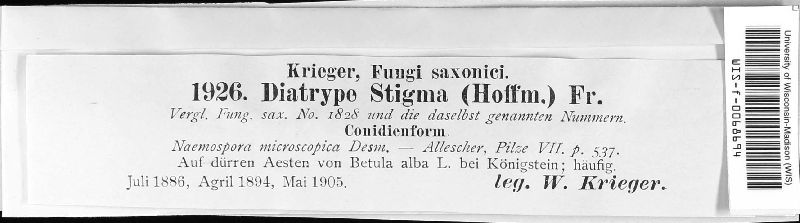 Krieger, Fungi saxonici.
1926. Diatrype Stigma (Hoffm.) Fr.
Vergl. Fung. sax. No. 1828 und die daselbst genannten Nummern.
Conidienform
Naemospora microscopica Desm. — Allescher, Pilze VII. p. 537.
Auf dürren Aesten von Betula alba L. bei Königstein; häufig.
Juli 1886, Agril 1894, Mai 1905.
leg. W. Krieger.
University of Wisconsin-Madison (WIS)
WIS-f-0068694